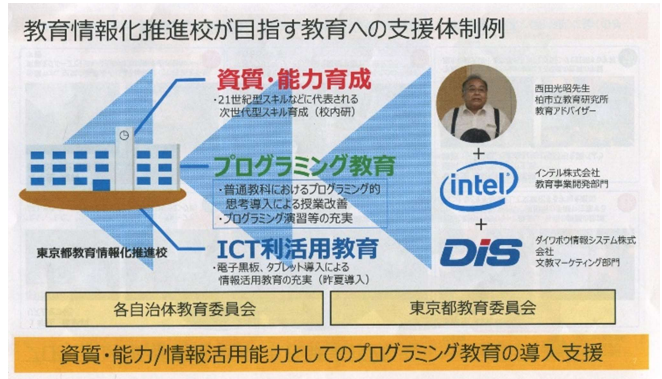 教育情報化推進校が目指す教育への支援体制例
資質・能力育成
・21世紀型スキルなどに代表される
次世代型スキル育成（校内研）
西田光昭先生
柏市立教育研究所
教育アドバイザー
+
プログラミング教育
・普通教科におけるプログラミング的
思考導入による授業改善
・プログラミング演習等の充実
intel
インテル株式会社
教育事業開発部門
+
東京都教育情報化推進校
ICT利活用教育
・電子黒板、タブレット導入による
情報活用教育の充実（昨夏導入）
DiS
ダイワボウ情報システム株式
会社
文教マーケティング部門
各自治体教育委員会
東京都教育委員会
資質・能力/情報活用能力としてのプログラミング教育の導入支援